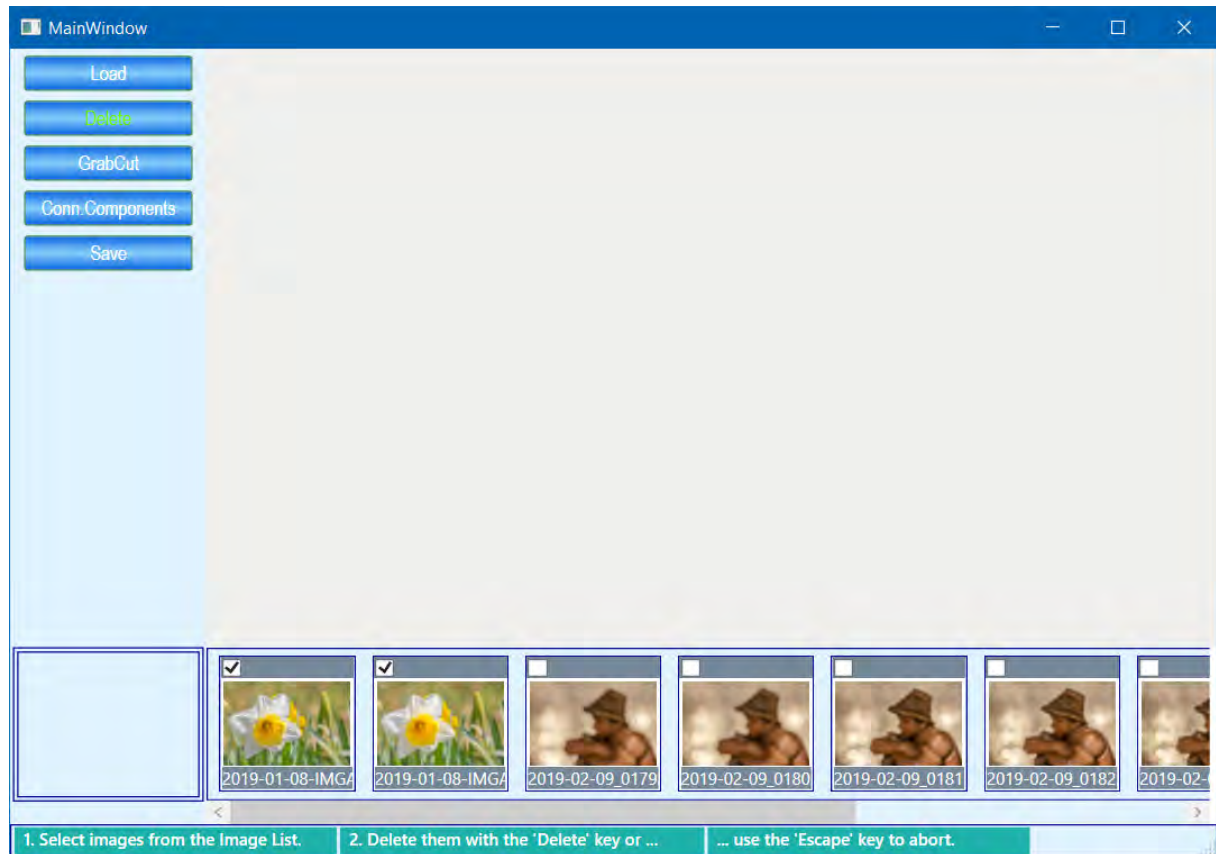 MainWindow
Load
Delete
GrabCut
Conn.Components
Save
2019-01-08-IMGA
2019-01-08-IMGA
2019-02-09_0179
2019-02-09_0180
2019-02-09_0181
2019-02-09_0182
2019-02-
1. Select images from the Image List.
2. Delete them with the 'Delete' key or ...
... use the 'Escape' key to abort.